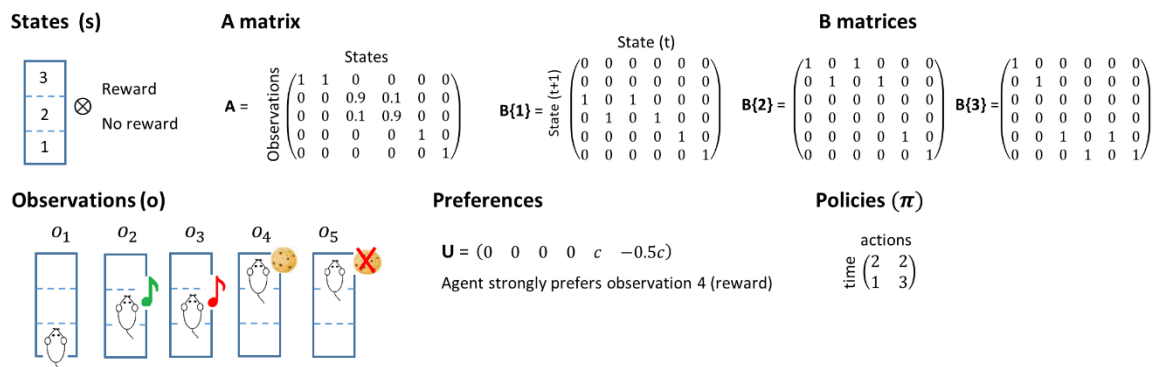 States (s)
3
2
1
⊗
Reward
No reward
A matrix
States
Observations
A =
1 1 0 0 0 0
0 0 0.9 0.1 0 0
0 0 0.1 0.9 0 0
0 0 0 0 1 0
0 0 0 0 0 1
B matrices
State (t)
State (t+1)
B{1} =
0 0 0 0 0 0
0 0 0 0 0 0
1 0 1 0 0 0
0 1 0 1 0 0
0 0 0 0 1 0
0 0 0 0 0 1
B{2} =
1 0 1 0 0 0
0 1 0 1 0 0
0 0 0 0 0 0
0 0 0 0 0 0
0 0 0 0 1 0
0 0 0 0 0 1
B{3} =
1 0 0 0 0 0
0 1 0 0 0 0
0 0 0 0 0 0
0 0 0 0 0 0
0 0 1 0 1 0
0 0 0 1 0 1
Observations (o)
o₁ o₂ o₃ o₄ o₅
Preferences
U = (0 0 0 0 c −0.5c)
Agent strongly prefers observation 4 (reward)
Policies (π)
actions
time
2 2
1 3